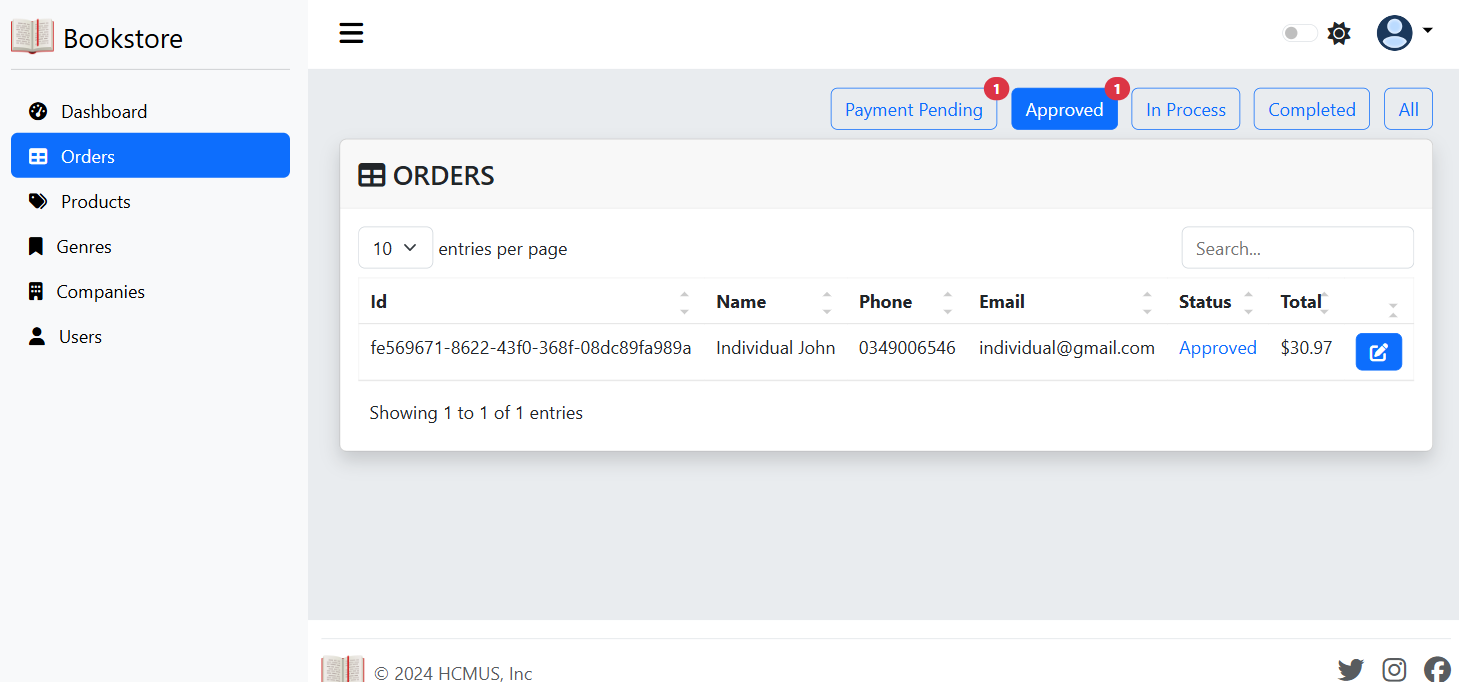 Bookstore
Dashboard
Orders
Products
Genres
Companies
Users
1
1
Payment Pending
Approved
In Process
Completed
All
ORDERS
10 entries per page
Search...
Id Name Phone Email Status Total
fe569671-8622-43f0-368f-08dc89fa989a Individual John 0349006546 individual@gmail.com Approved $30.97
Showing 1 to 1 of 1 entries
© 2024 HCMUS, Inc